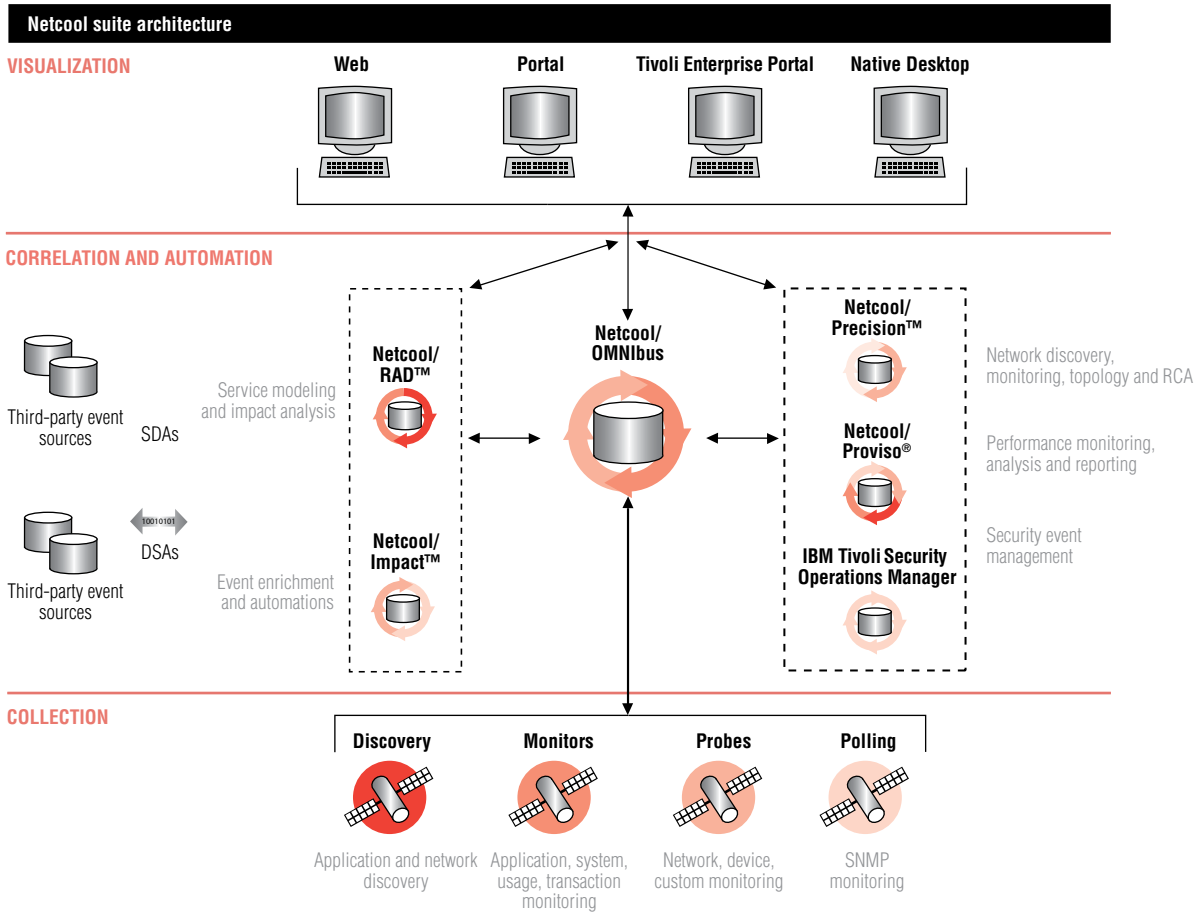 Netcool suite architecture
VISUALIZATION
Web
Portal
Tivoli Enterprise Portal
Native Desktop
CORRELATION AND AUTOMATION
Third-party event
sources
SDAs
10010101
DSAs
Third-party event
sources
Service modeling
and impact analysis
Netcool/
RAD™
Event enrichment
and automations
Netcool/
Impact™
Netcool/
OMNIbus
Netcool/
Precision™
Network discovery,
monitoring, topology and RCA
Netcool/
Proviso®
Performance monitoring,
analysis and reporting
IBM Tivoli Security
Operations Manager
Security event
management
COLLECTION
Discovery
Application and network
discovery
Monitors
Application, system,
usage, transaction
monitoring
Probes
Network, device,
custom monitoring
Polling
SNMP
monitoring